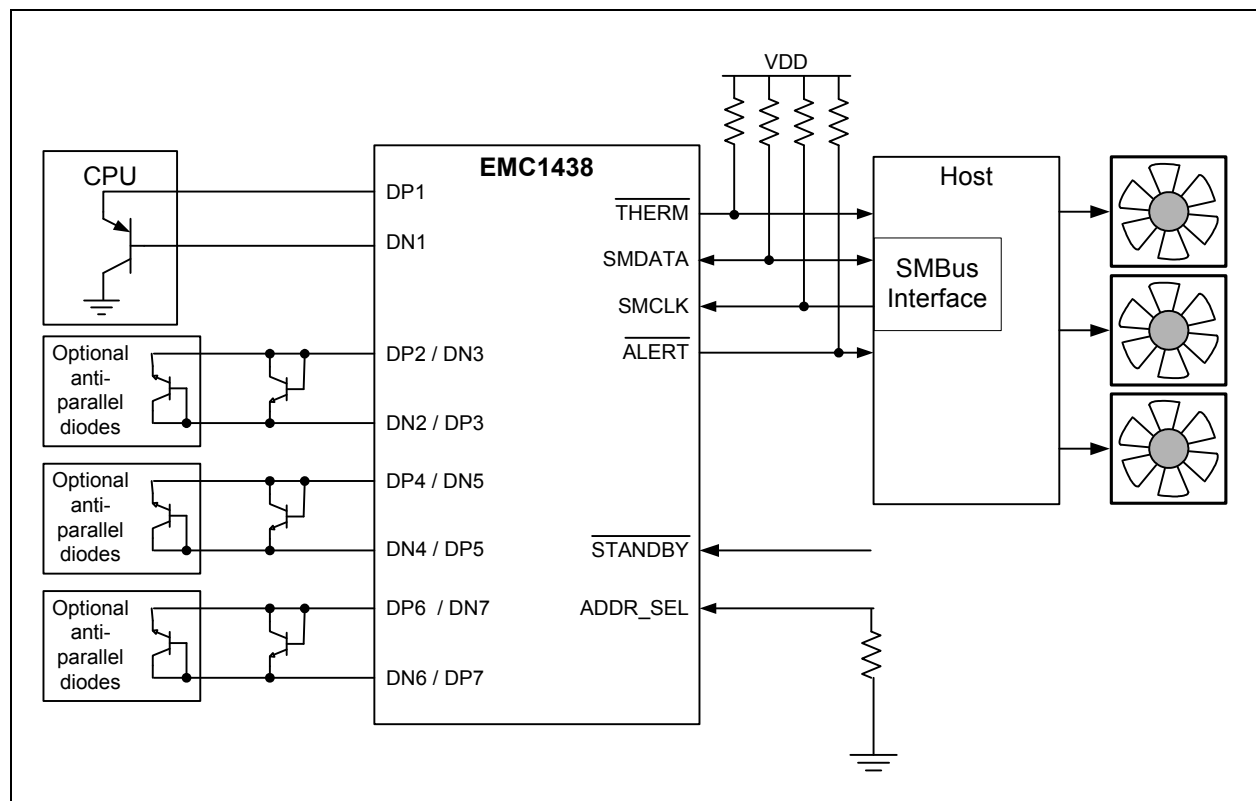 VDD
EMC1438
CPU
DP1
DN1
Optional
anti-
parallel
diodes
DP2 / DN3
DN2 / DP3
Optional
anti-
parallel
diodes
DP4 / DN5
DN4 / DP5
Optional
anti-
parallel
diodes
DP6 / DN7
DN6 / DP7
THERM
SMDATA
SMCLK
ALERT
STANDBY
ADDR_SEL
Host
SMBus
Interface